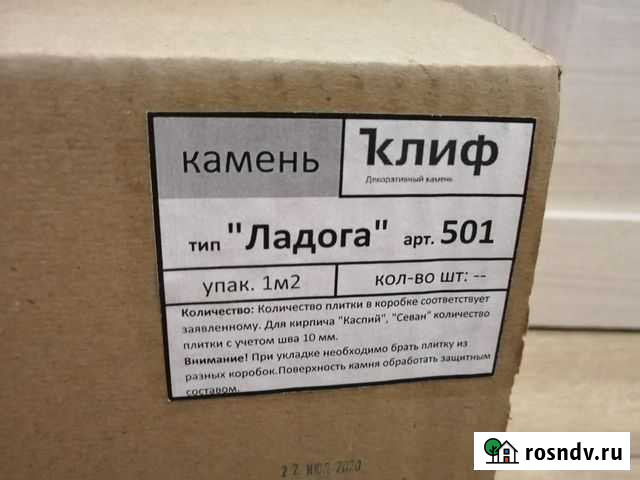 камень
Клиф
Декоративный камень
тип "Ладога" арт. 501
упак. 1м2
кол-во шт: --
Количество: Количество плитки в коробке соответствует
заявленному. Для кирпича "Каспий", "Севан" количество
плитки с учетом шва 10 мм.
Внимание! При укладке необходимо брать плитку из
разных коробок.Поверхность камня обработать защитным
составом.
22 ИЮЛ 2020
rosndv.ru